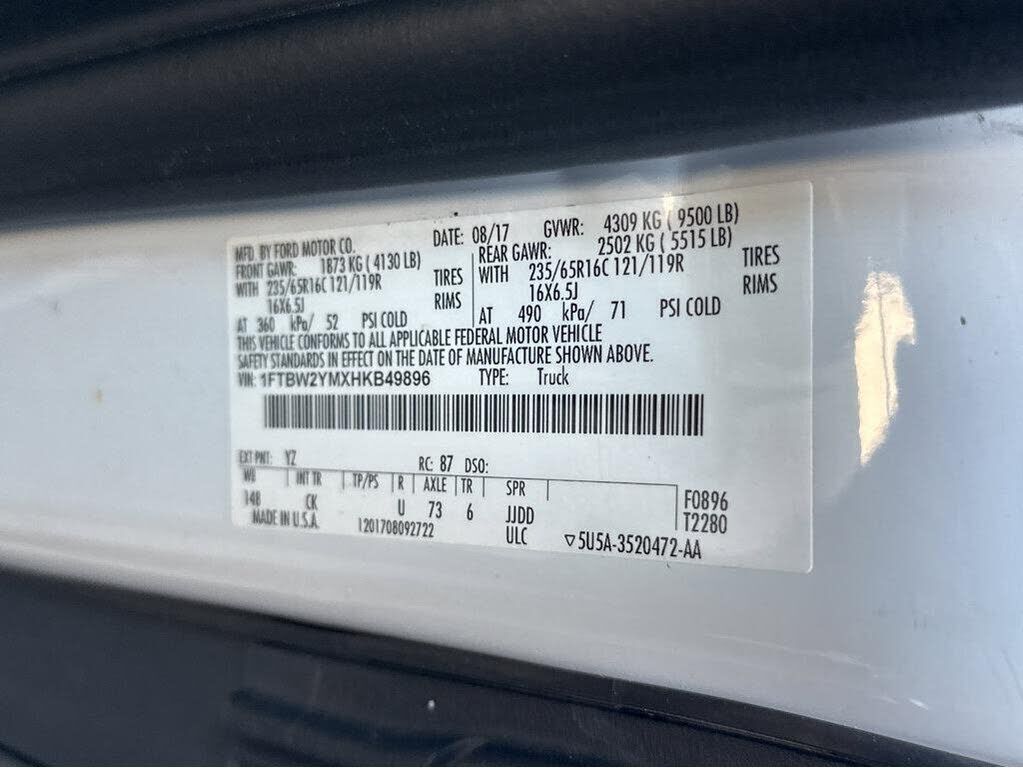 MFD. BY FORD MOTOR CO. DATE: 08/17 GVWR: 4309 KG ( 9500 LB)
FRONT GAWR: 1873 KG ( 4130 LB) REAR GAWR: 2502 KG ( 5515 LB)
WITH 235/65R16C 121/119R TIRES WITH 235/65R16C 121/119R TIRES
16X6.5J RIMS 16X6.5J RIMS
AT 360 kPa/ 52 PSI COLD AT 490 kPa/ 71 PSI COLD
THIS VEHICLE CONFORMS TO ALL APPLICABLE FEDERAL MOTOR VEHICLE
SAFETY STANDARDS IN EFFECT ON THE DATE OF MANUFACTURE SHOWN ABOVE.
VIN: 1FTBW2YMXHKB49896 TYPE: Truck
EXT PNT: YZ RC: 87 DSO:
WB INT TR TP/PS R AXLE TR SPR F0896
148 CK U 73 6 JJDD T2280
MADE IN U.S.A. 1201708092722 ULC ▽5U5A-3520472-AA